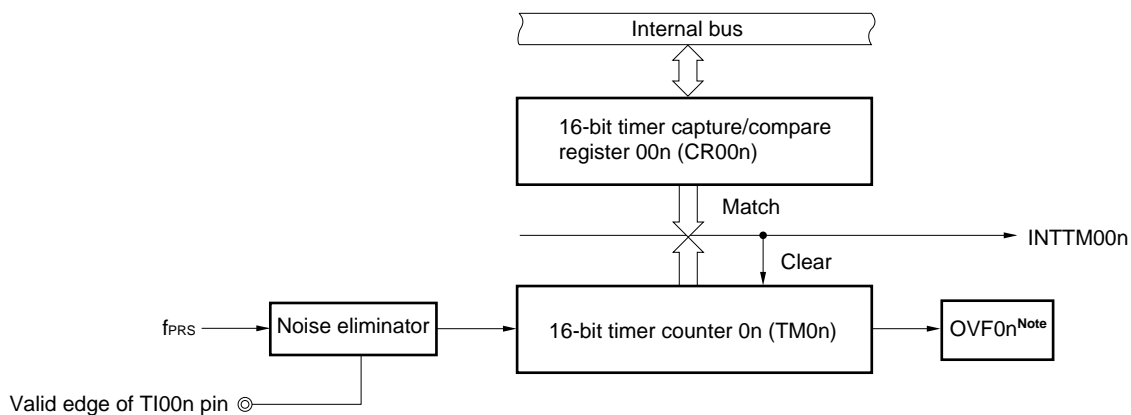 Internal bus
16-bit timer capture/compare
register 00n (CR00n)
Match
INTTM00n
Clear
fPRS
Noise eliminator
16-bit timer counter 0n (TM0n)
OVF0nNote
Valid edge of TI00n pin